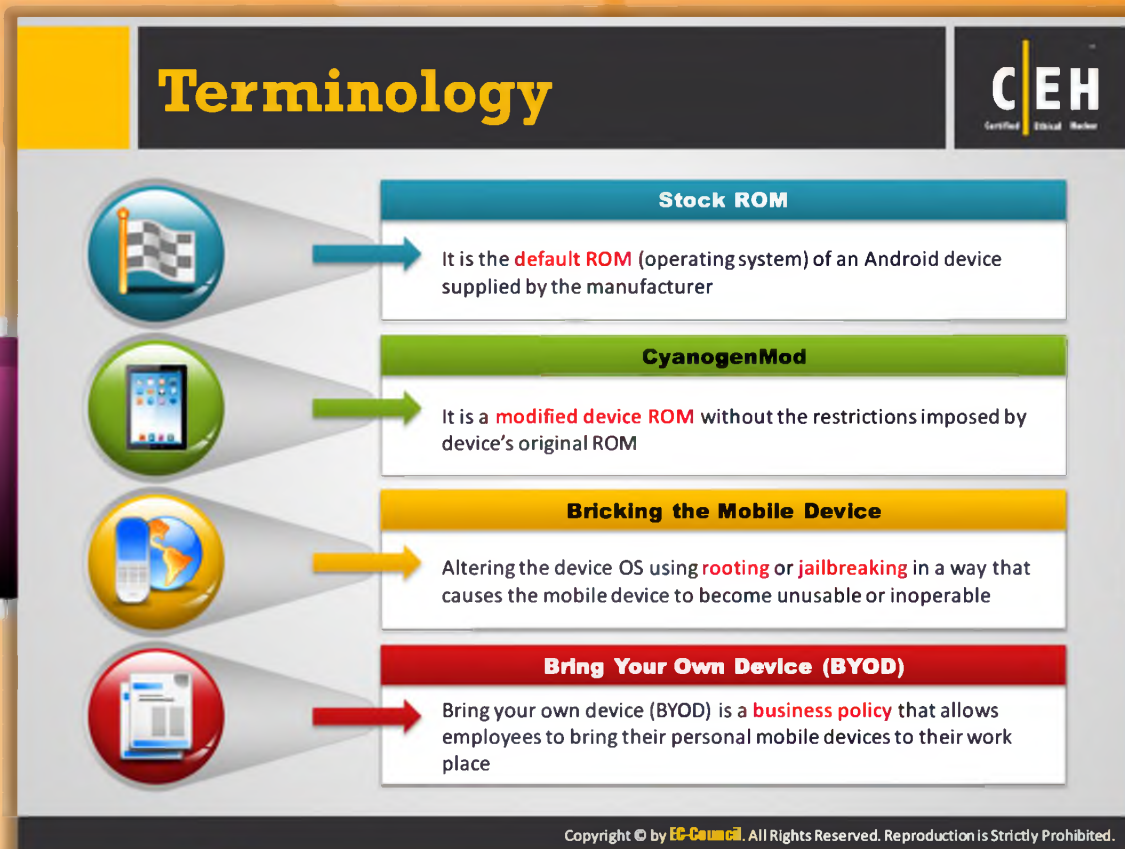 Terminology
C EH
Certified Ethical Hacker
Stock ROM
It is the default ROM (operating system) of an Android device
supplied by the manufacturer
CyanogenMod
It is a modified device ROM without the restrictions imposed by
device's original ROM
Bricking the Mobile Device
Altering the device OS using rooting or jailbreaking in a way that
causes the mobile device to become unusable or inoperable
Bring Your Own Device (BYOD)
Bring your own device (BYOD) is a business policy that allows
employees to bring their personal mobile devices to their work
place
Copyright © by EC-Council. All Rights Reserved. Reproduction is Strictly Prohibited.